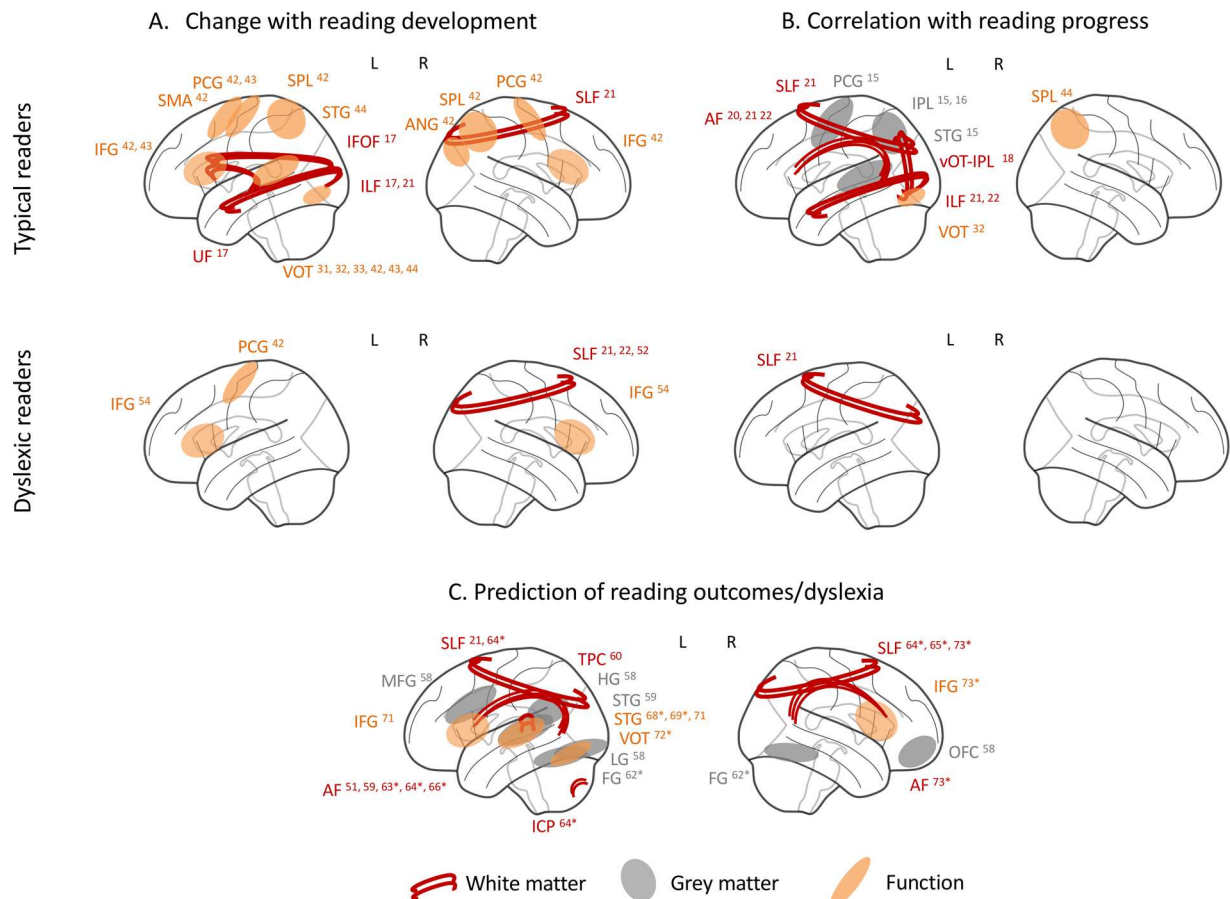 A. Change with reading development
B. Correlation with reading progress
Typical readers
L R
PCG 42, 43
SPL 42
SMA 42
STG 44
IFG 42, 43
IFOF 17
ILF 17, 21
UF 17
VOT 31, 32, 33, 42, 43, 44
PCG 42
SPL 42
SLF 21
ANG 42
IFG 42
L R
SLF 21
PCG 15
AF 20, 21 22
IPL 15, 16
STG 15
vOT-IPL 18
ILF 21, 22
VOT 32
SPL 44
Dyslexic readers
L R
PCG 42
IFG 54
SLF 21, 22, 52
IFG 54
L R
SLF 21
C. Prediction of reading outcomes/dyslexia
L R
SLF 21, 64*
TPC 60
MFG 58
HG 58
STG 59
IFG 71
STG 68*, 69*, 71
VOT 72*
LG 58
FG 62*
AF 51, 59, 63*, 64*, 66*
ICP 64*
SLF 64*, 65*, 73*
IFG 73*
OFC 58
FG 62*
AF 73*
White matter
Grey matter
Function